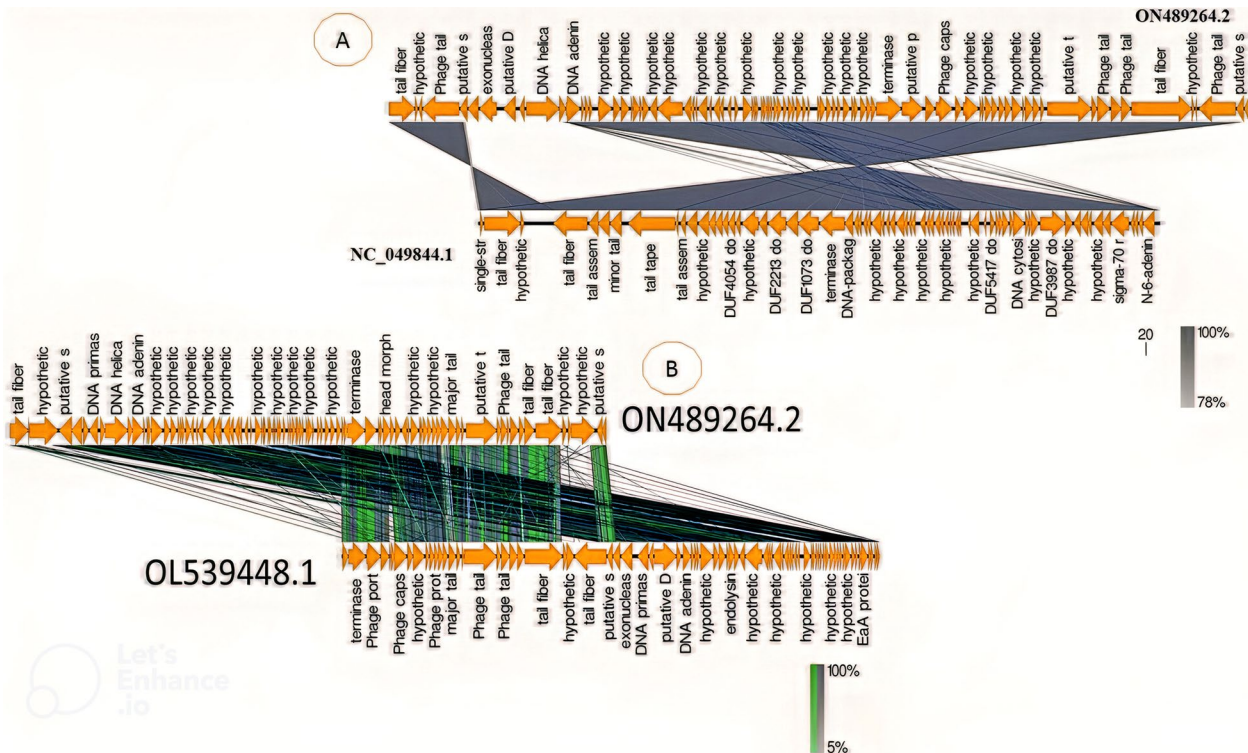 ON489264.2
A
tail fiber
hypothetic
Phage tail
putative s
exonucleas
putative D
DNA helica
DNA adenin
hypothetic
hypothetic
hypothetic
hypothetic
hypothetic
hypothetic
hypothetic
hypothetic
hypothetic
hypothetic
hypothetic
hypothetic
terminase
putative p
Phage caps
hypothetic
hypothetic
hypothetic
putative t
Phage tail
Phage tail
tail fiber
hypothetic
Phage tail
putative s
NC_049844.1
single-str
tail fiber
hypothetic
tail fiber
tail assem
minor tail
tail tape
tail assem
hypothetic
DUF4054 do
hypothetic
DUF2213 do
DUF1073 do
terminase
DNA-packag
hypothetic
hypothetic
hypothetic
hypothetic
hypothetic
DUF5417 do
DNA cytosi
hypothetic
DUF3987 do
hypothetic
hypothetic
sigma-70 r
N-6-adenin
20
100%
78%
B
tail fiber
hypothetic
putative s
DNA primas
DNA helica
DNA adenin
hypothetic
hypothetic
hypothetic
hypothetic
hypothetic
hypothetic
hypothetic
hypothetic
hypothetic
hypothetic
terminase
head morph
hypothetic
hypothetic
major tail
putative t
Phage tail
tail fiber
tail fiber
hypothetic
hypothetic
putative s
ON489264.2
OL539448.1
terminase
Phage port
Phage caps
hypothetic
Phage prot
major tail
Phage tail
Phage tail
tail fiber
hypothetic
tail fiber
putative s
exonucleas
DNA primas
putative D
DNA adenin
hypothetic
endolysin
hypothetic
hypothetic
hypothetic
hypothetic
hypothetic
EaA protei
100%
5%
Let's
Enhance
.io